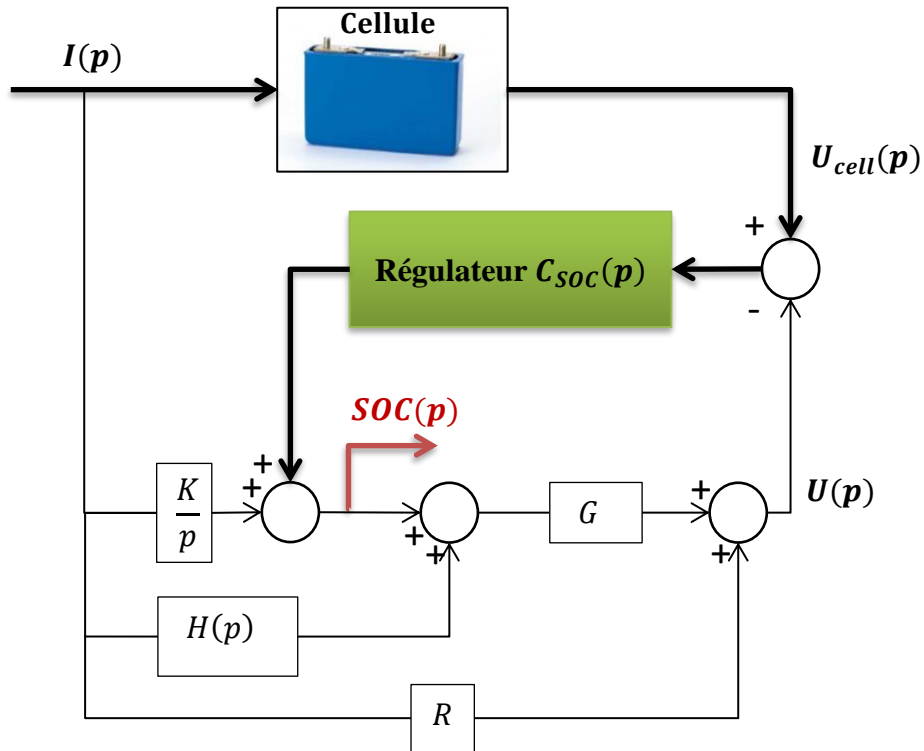 Cellule
I(p)
U_cell(p)
+
Régulateur C_SOC(p)
-
SOC(p)
+
+
K/p
+
+
G
+
+
U(p)
H(p)
R